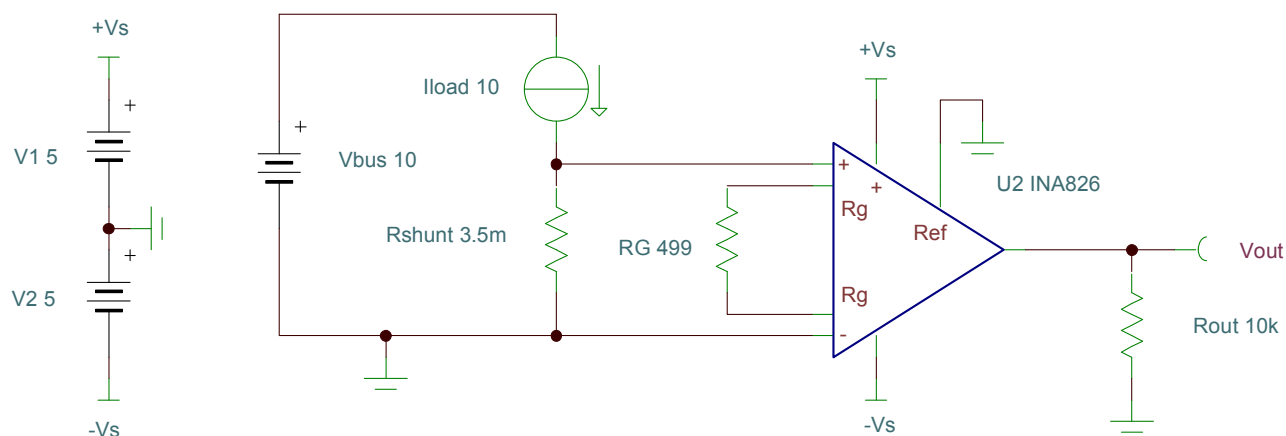 +Vs
V1 5
+
V2 5
+
-Vs
Vbus 10
+
Iload 10
Rshunt 3.5m
RG 499
+Vs
+
+
Rg
Ref
Rg
-
-Vs
U2 INA826
Vout
Rout 10k